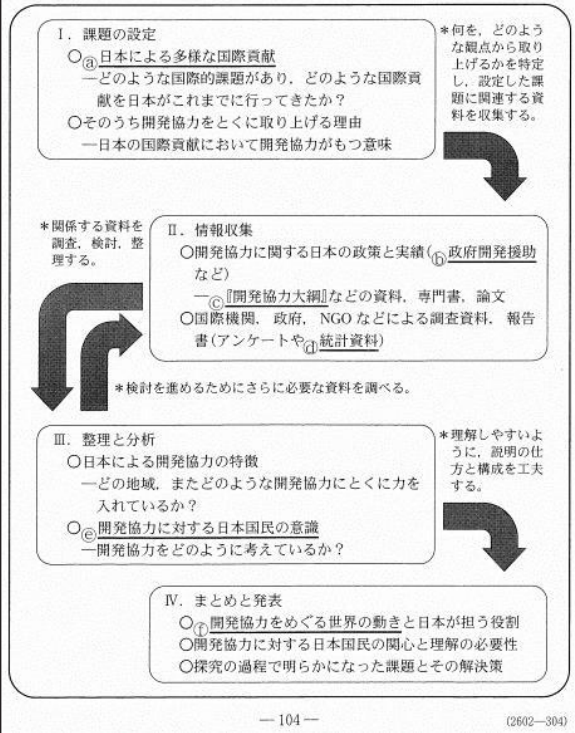 Ⅰ．課題の設定
○ⓐ日本による多様な国際貢献
―どのような国際的課題があり，どのような国際貢
献を日本がこれまでに行ってきたか？
○そのうち開発協力をとくに取り上げる理由
―日本の国際貢献において開発協力がもつ意味
＊何を，どのよう
な観点から取り
上げるかを特定
し，設定した課
題に関連する資
料を収集する。
＊関係する資料を
調査，検討，整
理する。
Ⅱ．情報収集
○開発協力に関する日本の政策と実績(ⓑ政府開発援助
など)
―ⓒ『開発協力大綱』などの資料，専門書，論文
○国際機関，政府，NGOなどによる調査資料，報告
書(アンケートやⓓ統計資料)
＊検討を進めるためにさらに必要な資料を調べる。
Ⅲ．整理と分析
○日本による開発協力の特徴
―どの地域，またどのような開発協力にとくに力を
入れているか？
○ⓔ開発協力に対する日本国民の意識
―開発協力をどのように考えているか？
＊理解しやすいよ
うに，説明の仕
方と構成を工夫
する。
Ⅳ．まとめと発表
○ⓕ開発協力をめぐる世界の動きと日本が担う役割
○開発協力に対する日本国民の関心と理解の必要性
○探究の過程で明らかになった課題とその解決策
― 104 ―
(2602―304)